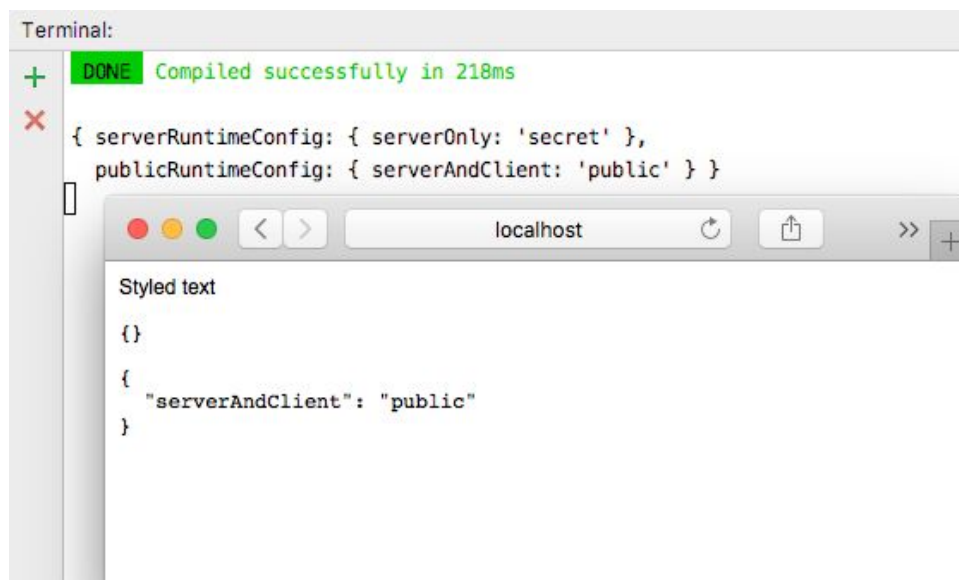 Terminal:
DONE Compiled successfully in 218ms
{ serverRuntimeConfig: { serverOnly: 'secret' },
publicRuntimeConfig: { serverAndClient: 'public' } }
localhost
Styled text
{}
{
"serverAndClient": "public"
}